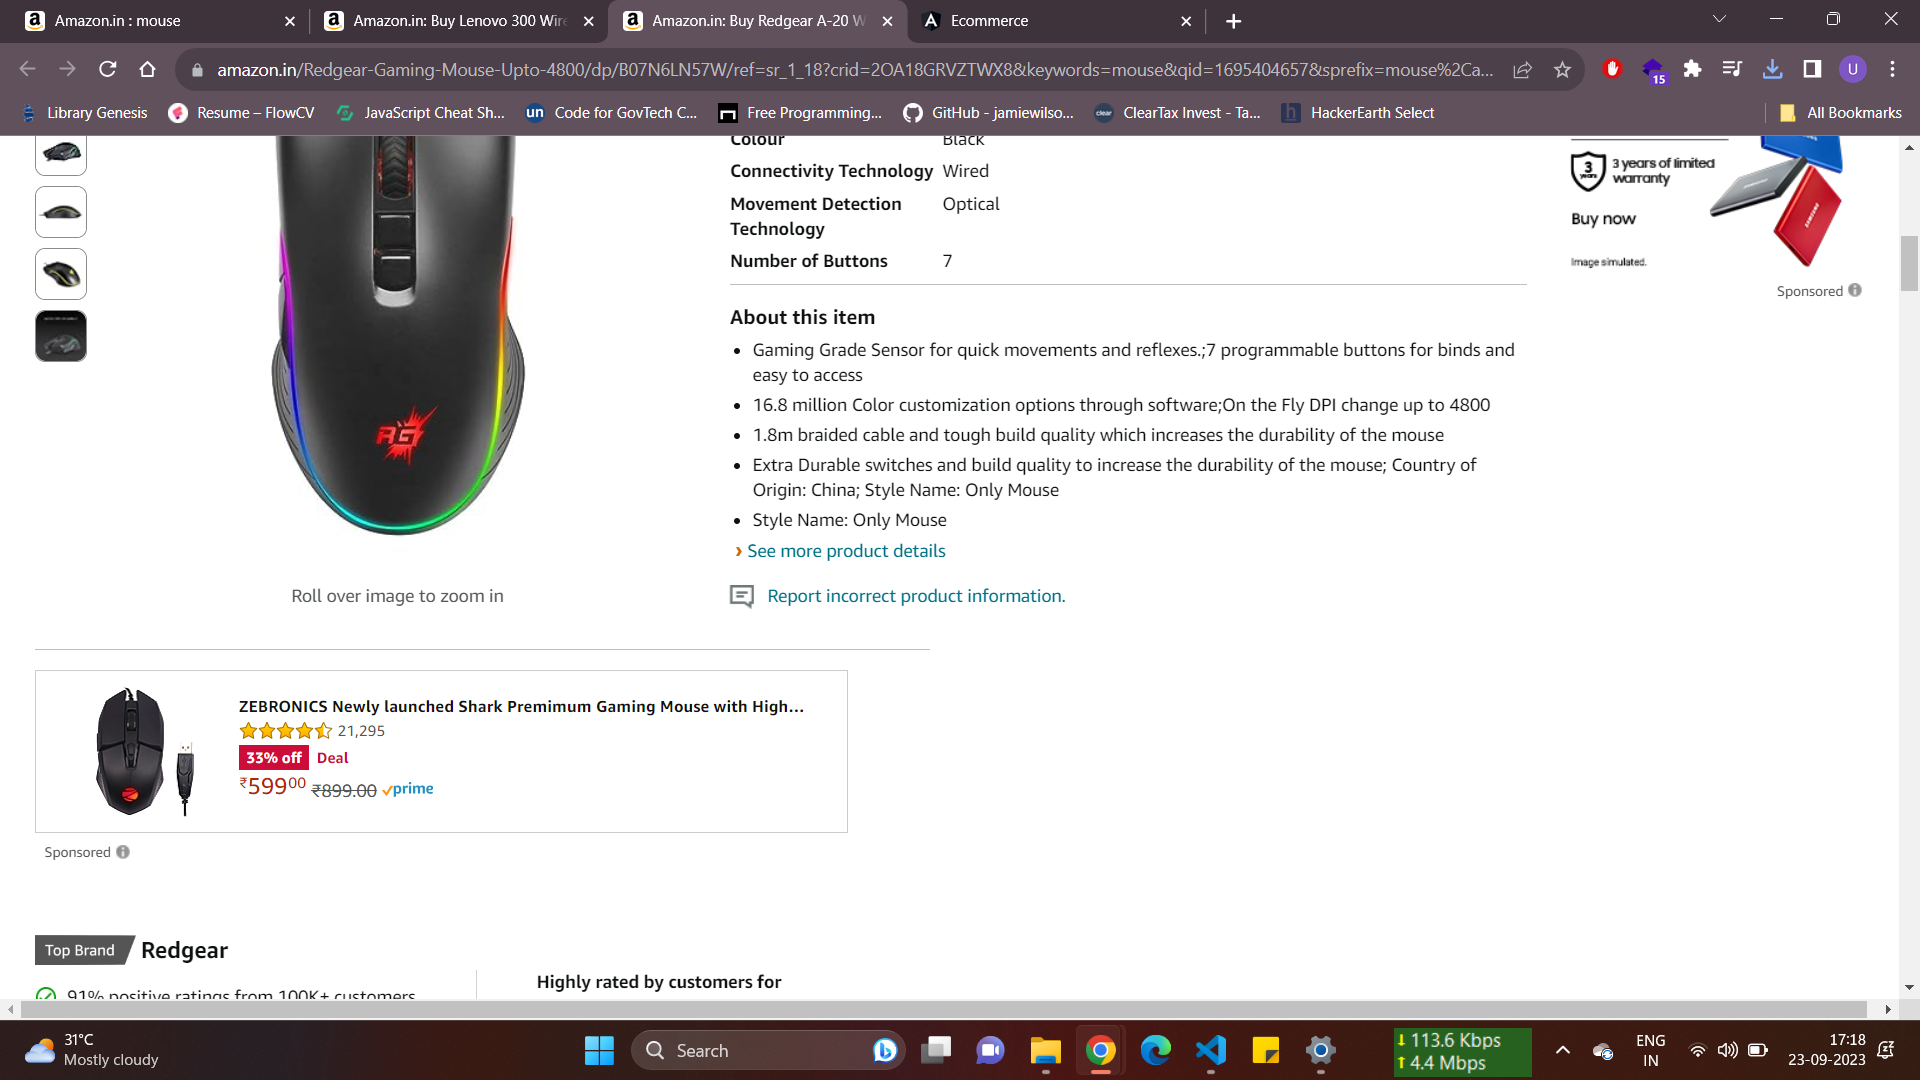 Amazon.in : mouse
Amazon.in: Buy Lenovo 300 Wire
Amazon.in: Buy Redgear A-20 W
Ecommerce
amazon.in/Redgear-Gaming-Mouse-Upto-4800/dp/B07N6LN57W/ref=sr_1_18?crid=2OA18GRVZTWX8&keywords=mouse&qid=1695404657&sprefix=mouse%2Ca...
15
U
Library Genesis
Resume – FlowCV
JavaScript Cheat Sh...
un Code for GovTech C...
Free Programming...
GitHub - jamiewilso...
clear ClearTax Invest - Ta...
h HackerEarth Select
All Bookmarks
Colour Black
Connectivity Technology Wired
Movement Detection Optical
Technology
Number of Buttons 7
About this item
• Gaming Grade Sensor for quick movements and reflexes.;7 programmable buttons for binds and
easy to access
• 16.8 million Color customization options through software;On the Fly DPI change up to 4800
• 1.8m braided cable and tough build quality which increases the durability of the mouse
• Extra Durable switches and build quality to increase the durability of the mouse; Country of
Origin: China; Style Name: Only Mouse
• Style Name: Only Mouse
› See more product details
Report incorrect product information.
3 years
3 years of limited
warranty
Buy now
Image simulated.
SAMSUNG
Sponsored
RG
Roll over image to zoom in
ZEBRONICS Newly launched Shark Premimum Gaming Mouse with High...
21,295
33% off Deal
₹59900 ₹899.00 prime
Sponsored
Top Brand Redgear
91% positive ratings from 100K+ customers
Highly rated by customers for
31°C
Mostly cloudy
Search
113.6 Kbps
4.4 Mbps
ENG
IN
17:18
23-09-2023